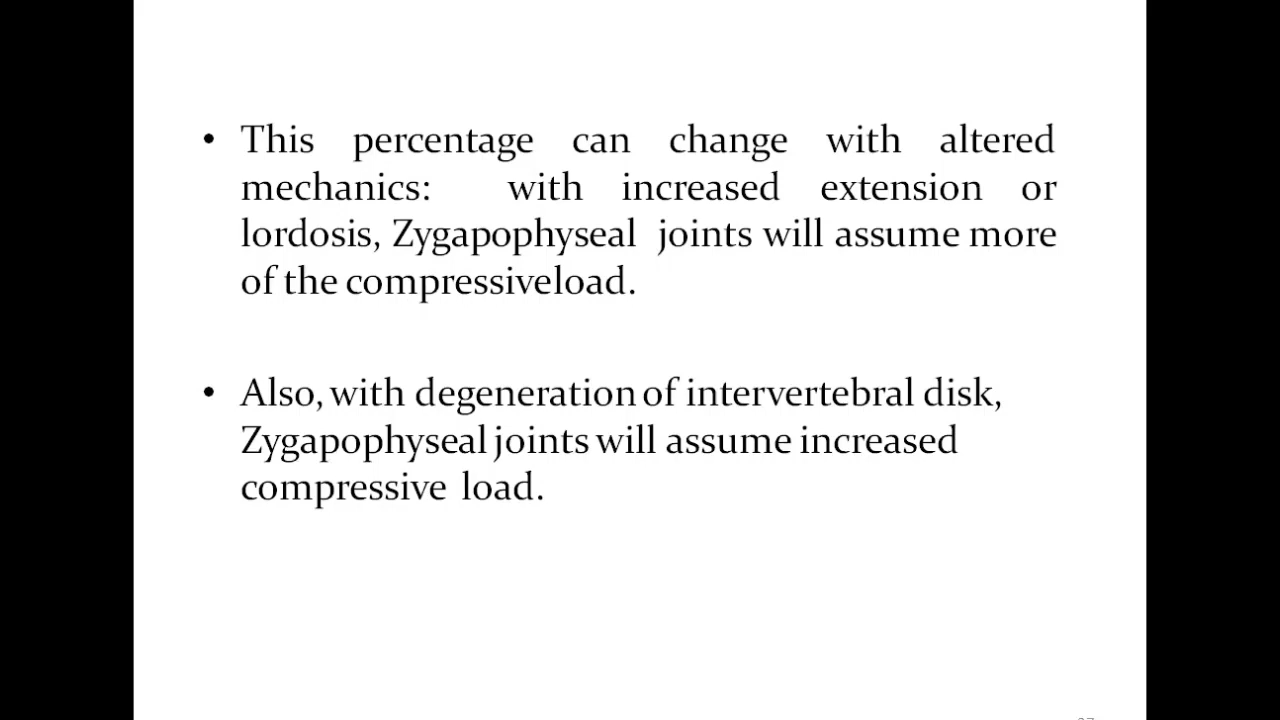 • This percentage can change with altered
mechanics: with increased extension or
lordosis, Zygapophyseal joints will assume more
of the compressiveload.
• Also, with degeneration of intervertebral disk,
Zygapophyseal joints will assume increased
compressive load.